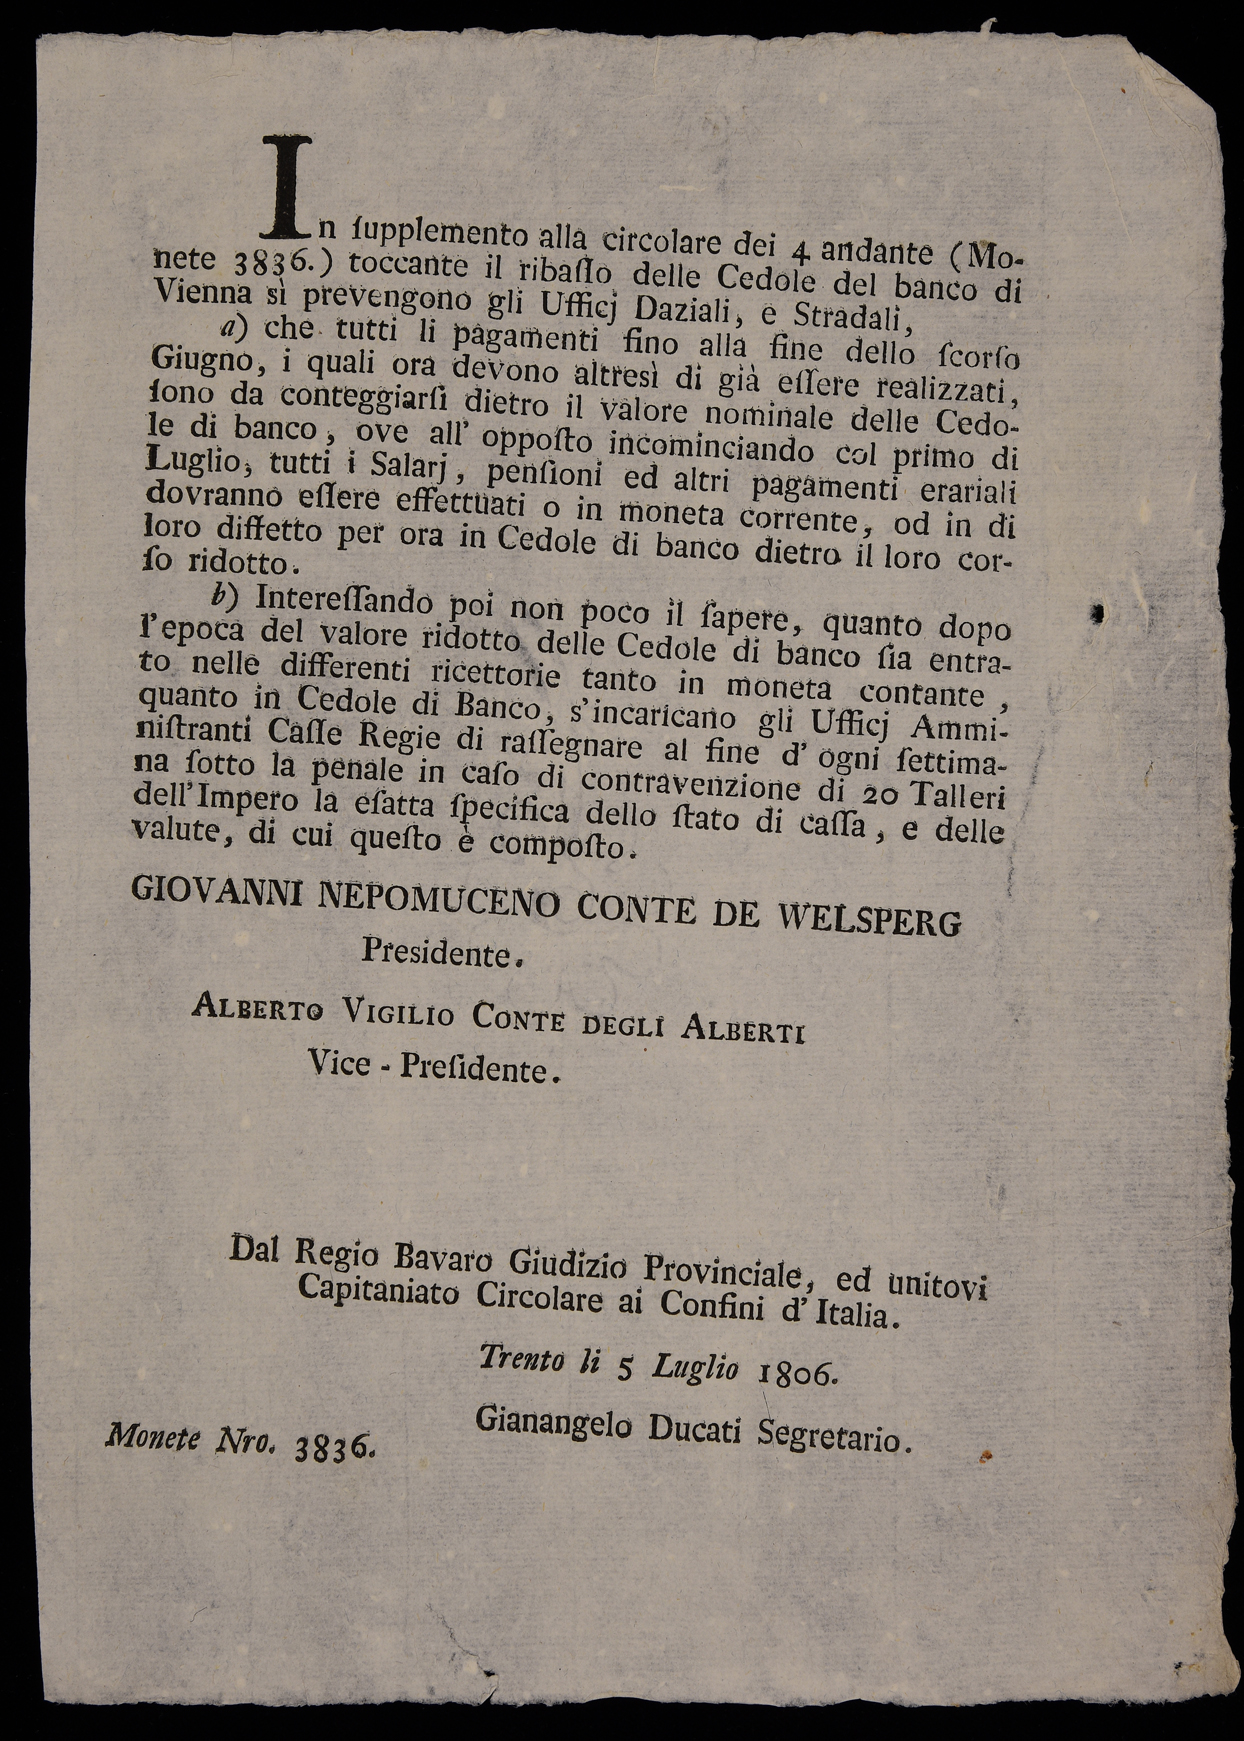 In ſupplemento alla circolare dei 4 andante (Mo-
nete 3836.) toccante il ribaſſo delle Cedole del banco di
Vienna si prevengono gli Ufficj Daziali, e Stradali,
a) che tutti li pagamenti fino alla fine dello ſcorſo
Giugno, i quali ora devono altresì di già eſſere realizzati,
ſono da conteggiarſi dietro il valore nominale delle Cedo-
le di banco, ove all' oppoſto incominciando col primo di
Luglio, tutti i Salarj, penſioni ed altri pagamenti erariali
dovranno eſſere effettuati o in moneta corrente, od in di
loro diffetto per ora in Cedole di banco dietro il loro cor-
ſo ridotto.
b) Intereſſando poi non poco il ſapere, quanto dopo
l'epoca del valore ridotto delle Cedole di banco ſia entra-
to nelle differenti ricettorie tanto in moneta contante,
quanto in Cedole di Banco, s'incaricano gli Ufficj Ammi-
niſtranti Caſſe Regie di raſſegnare al fine d' ogni ſettima-
na ſotto la penale in caſo di contravenzione di 20 Talleri
dell'Impero la eſatta ſpecifica dello ſtato di caſſa, e delle
valute, di cui queſto è compoſto.
GIOVANNI NEPOMUCENO CONTE DE WELSPERG
Presidente.
ALBERTO VIGILIO CONTE DEGLI ALBERTI
Vice - Preſidente.
Dal Regio Bavaro Giudizio Provinciale, ed unitovi
Capitaniato Circolare ai Confini d' Italia.
Trento li 5 Luglio 1806.
Gianangelo Ducati Segretario.
Monete Nro. 3836.